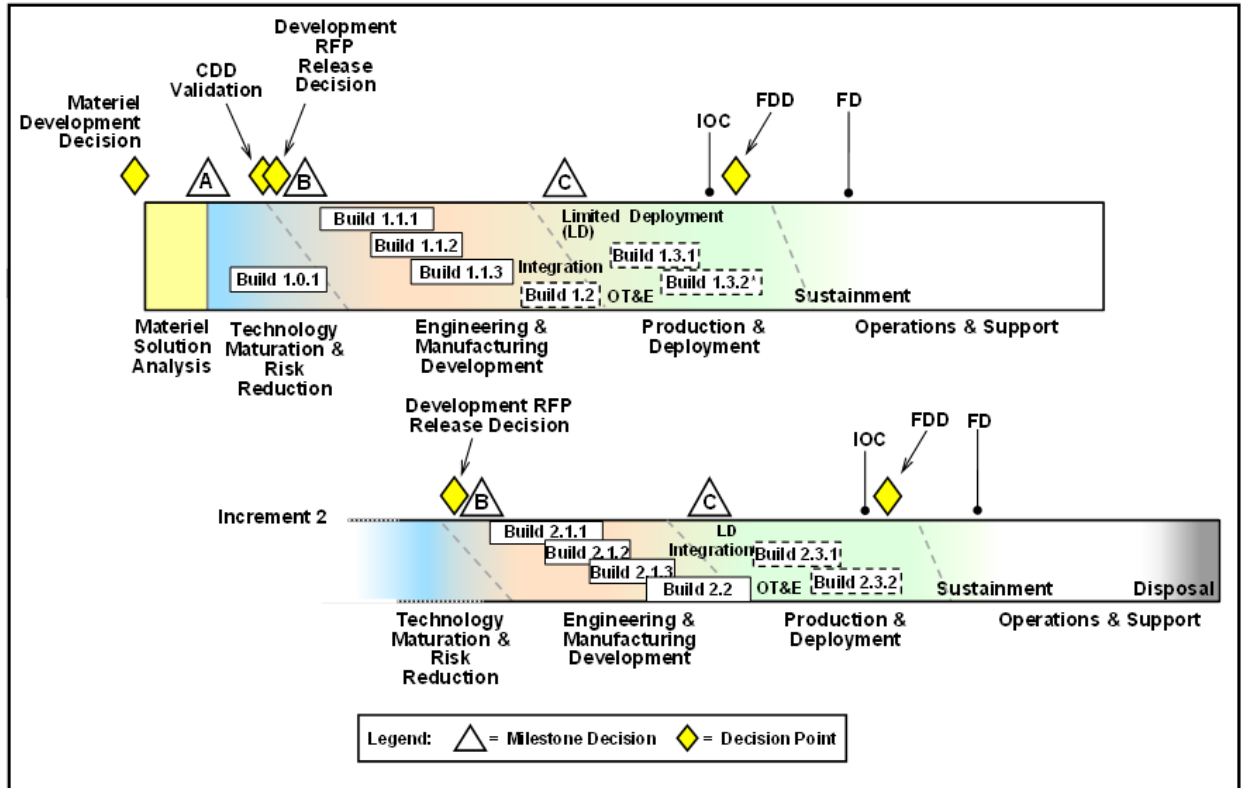 Materiel
Development
Decision
CDD
Validation
Development
RFP
Release
Decision
IOC
FDD
FD
A
B
C
Build 1.0.1
Build 1.1.1
Build 1.1.2
Build 1.1.3
Integration
Build 1.2
Limited Deployment
(LD)
Build 1.3.1
Build 1.3.2*
OT&E
Sustainment
Materiel
Solution
Analysis
Technology
Maturation &
Risk
Reduction
Engineering &
Manufacturing
Development
Production &
Deployment
Operations & Support
Development RFP
Release Decision
IOC
FDD
FD
B
C
Increment 2
Build 2.1.1
Build 2.1.2
Build 2.1.3
Build 2.2
LD
Integration
Build 2.3.1
OT&E
Build 2.3.2
Sustainment
Disposal
Technology
Maturation &
Risk
Reduction
Engineering &
Manufacturing
Development
Production &
Deployment
Operations & Support
Legend: = Milestone Decision = Decision Point